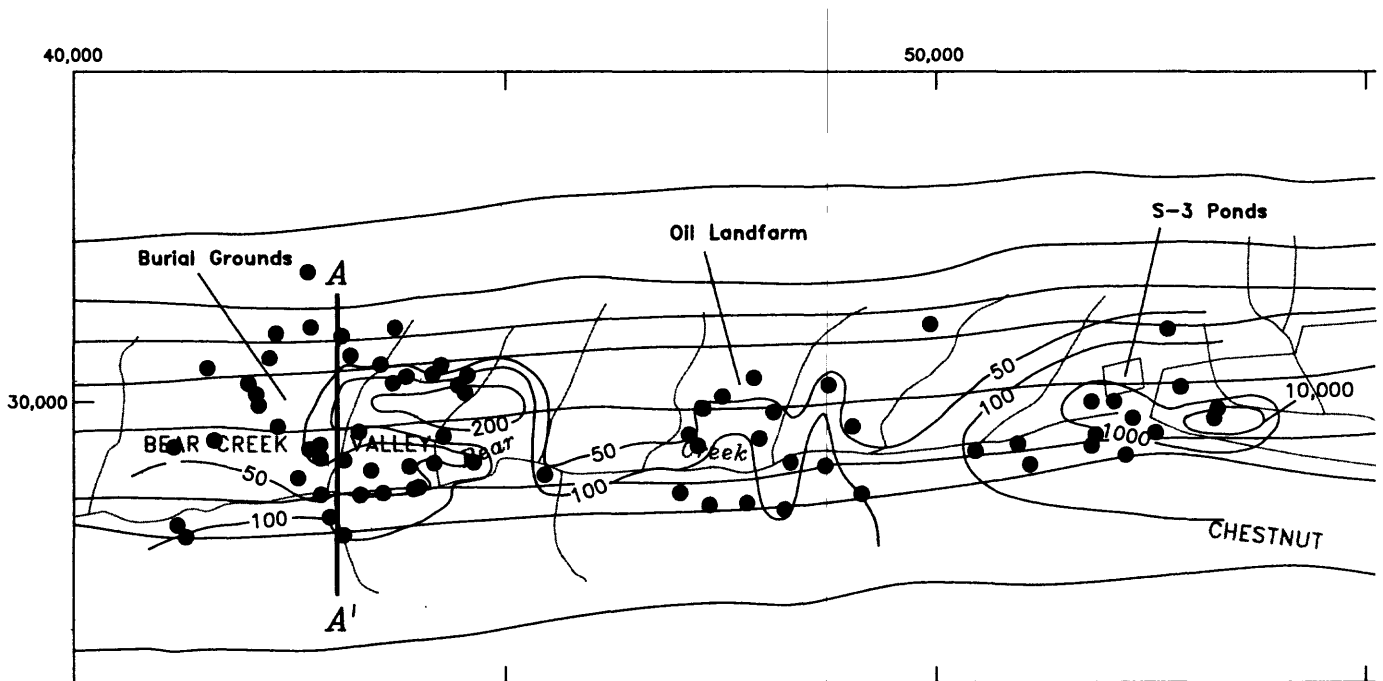 40,000
50,000
S-3 Ponds
Oil Landfarm
Burial Grounds
A
50
100
10,000
30,000
200
1000
BEAR CREEK VALLEY
Bear
Creek
50
50
100
100
CHESTNUT
A'